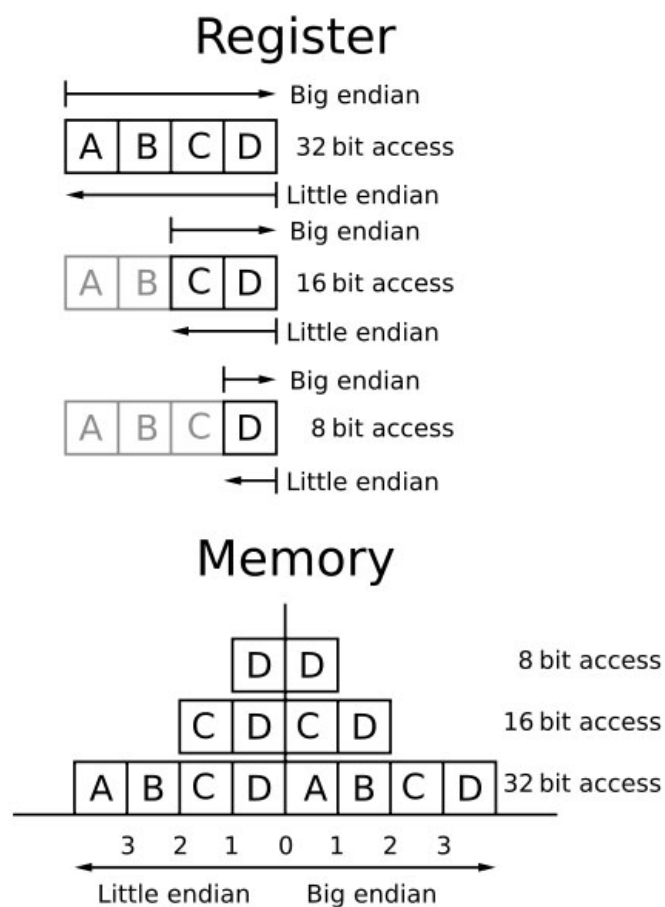 Register
Big endian
A B C D 32 bit access
Little endian
Big endian
A B C D 16 bit access
Little endian
Big endian
A B C D 8 bit access
Little endian
Memory
D D 8 bit access
C D C D 16 bit access
A B C D A B C D 32 bit access
3 2 1 0 1 2 3
Little endian Big endian